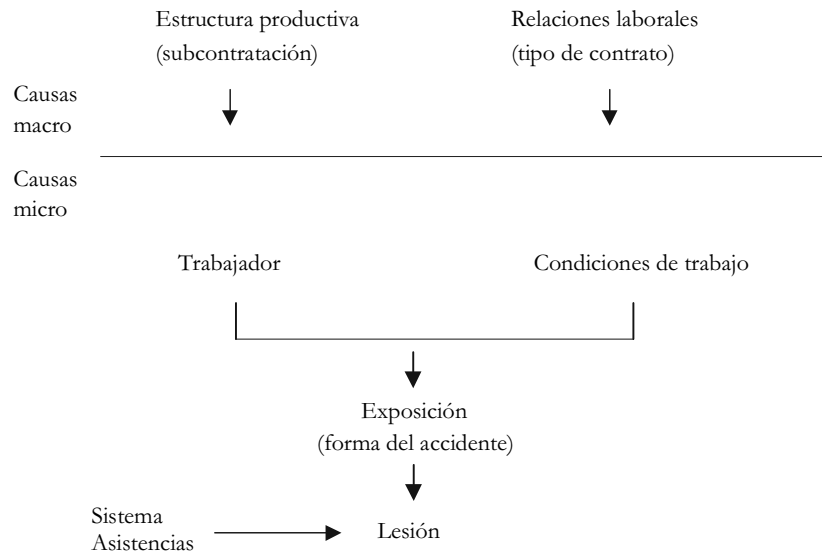 Estructura productiva
(subcontratación)
Relaciones laborales
(tipo de contrato)
Causas
macro
Causas
micro
Trabajador
Condiciones de trabajo
Exposición
(forma del accidente)
Sistema
Asistencias
Lesión